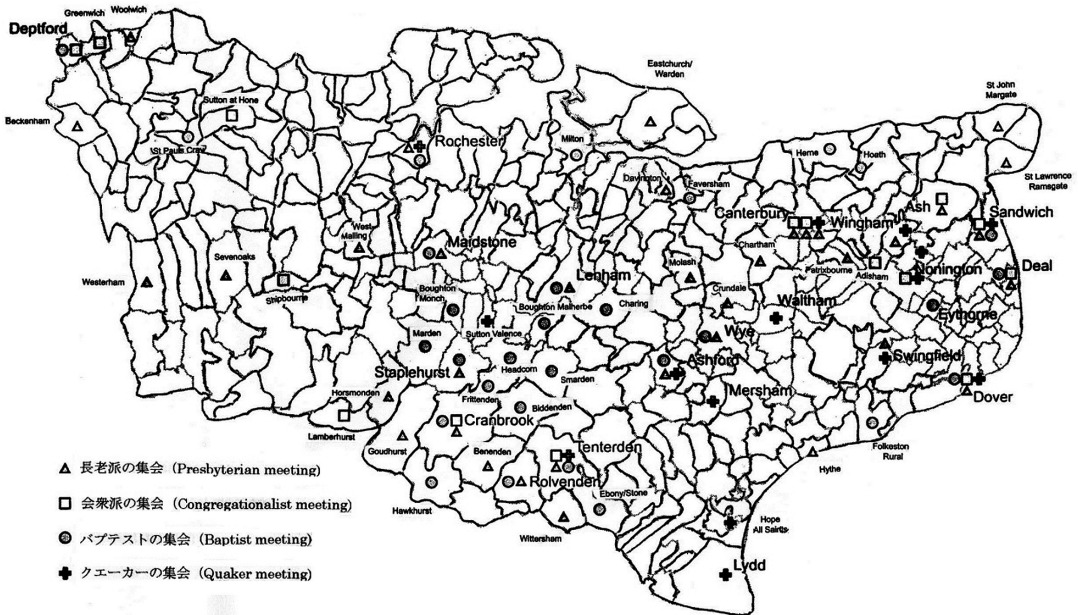 Greenwich
Woolwich
Deptford
Eastchurch/
Warden
St John
Margate
Beckenham
Sutton at Hone
St Pauls Cray
Rochester
Milton
Herne
Hoath
St Lawrence
Ramsgate
Davington
Faversham
Ash
Canterbury
Wingham
Sandwich
West
Malling
Maidstone
Chartham
Sevenoaks
Molash
Patrixbourne
Adisham
Nonington
Deal
Westerham
Shipbourne
Lenham
Boughton
Monch
Boughton Malherbe
Charing
Crundale
Waltham
Eythorne
Marden
Sutton Valence
Wye
Swingfield
Staplehurst
Headcorn
Smarden
Ashford
Mersham
Dover
Horsmonden
Frittenden
Biddenden
Lamberhurst
Cranbrook
Folkeston
Rural
Goudhurst
Benenden
Tenterden
Hythe
Rolvenden
Ebony/Stone
Hawkhurst
Wittersham
Hope
All Saints
Lydd
長老派の集会 (Presbyterian meeting)
会衆派の集会 (Congregationalist meeting)
バプテストの集会 (Baptist meeting)
クエーカーの集会 (Quaker meeting)